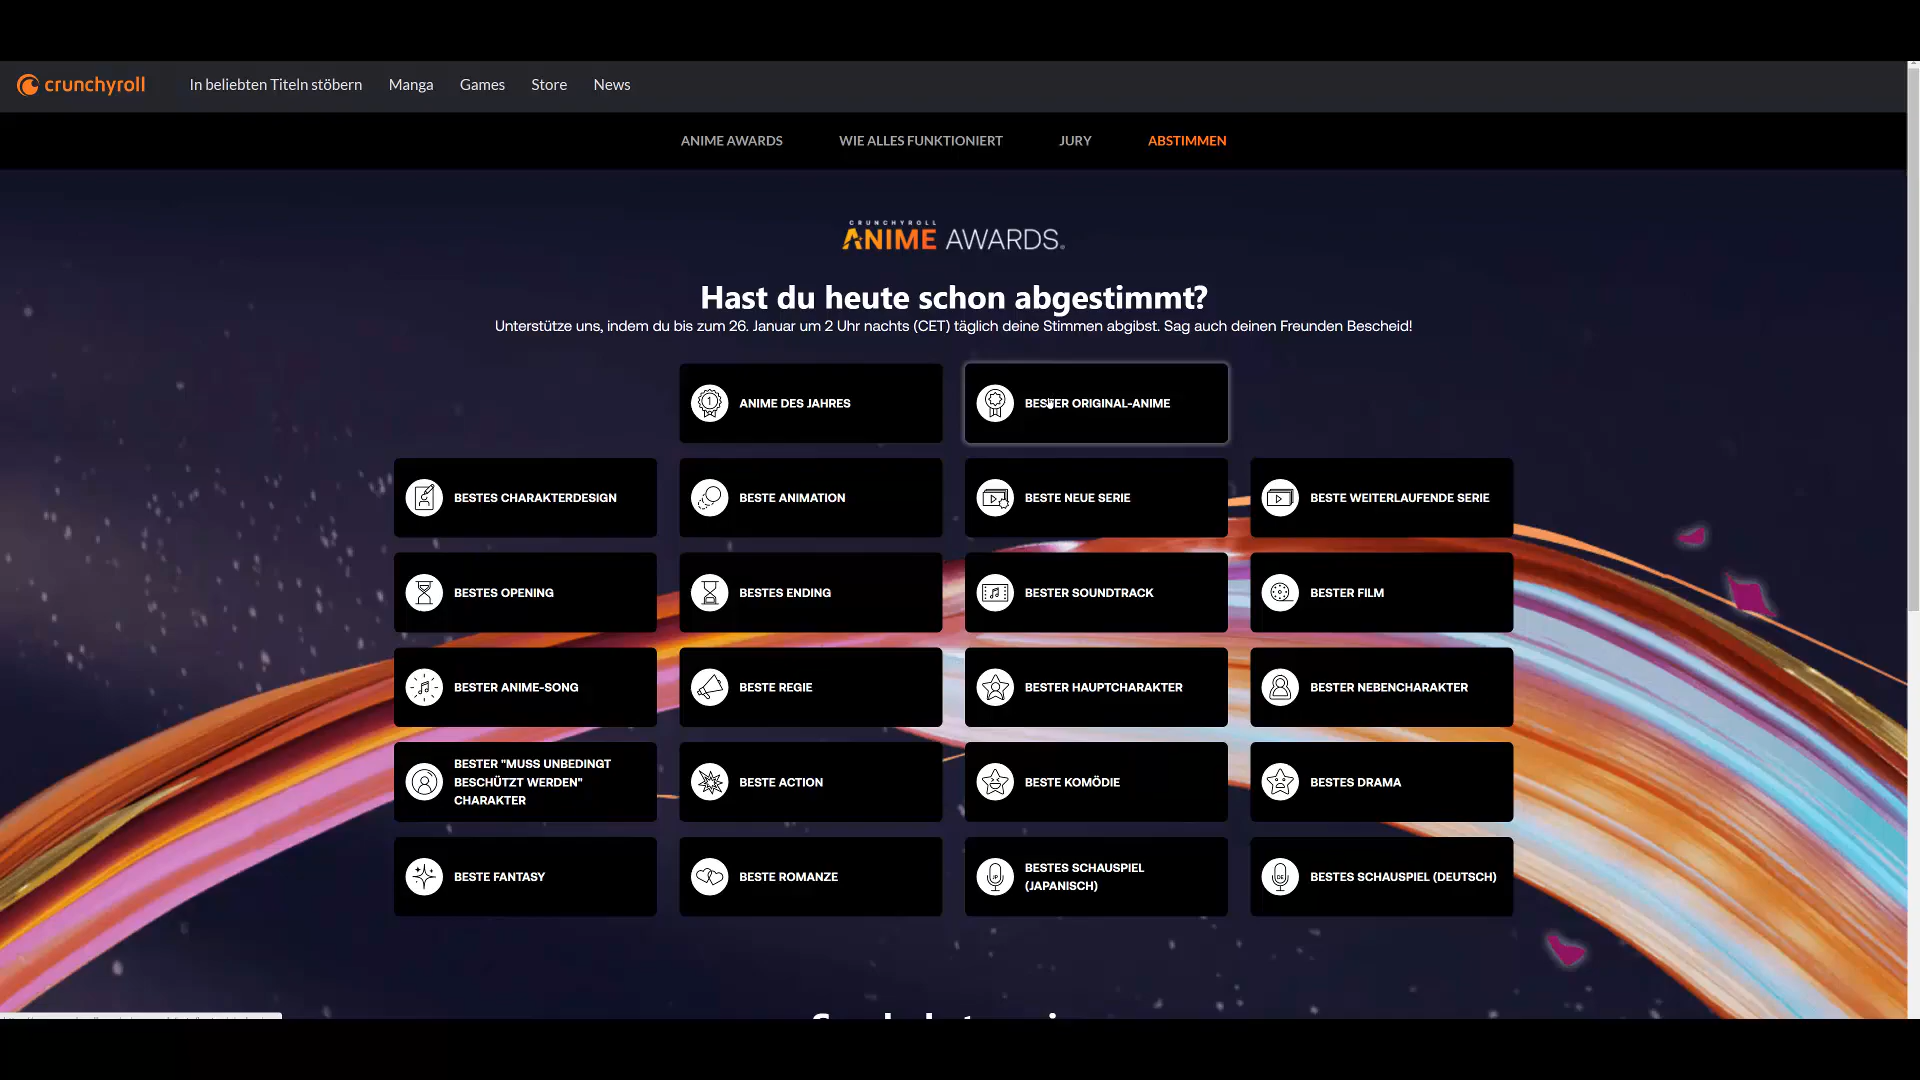 crunchyroll
In beliebten Titeln stöbern
Manga
Games
Store
News
ANIME AWARDS
WIE ALLES FUNKTIONIERT
JURY
ABSTIMMEN
CRUNCHYROLL
ANIME AWARDS.
Hast du heute schon abgestimmt?
Unterstütze uns, indem du bis zum 26. Januar um 2 Uhr nachts (CET) täglich deine Stimmen abgibst. Sag auch deinen Freunden Bescheid!
1
ANIME DES JAHRES
BESTER ORIGINAL-ANIME
BESTES CHARAKTERDESIGN
BESTE ANIMATION
BESTE NEUE SERIE
BESTE WEITERLAUFENDE SERIE
BESTES OPENING
BESTES ENDING
BESTER SOUNDTRACK
BESTER FILM
BESTER ANIME-SONG
BESTE REGIE
BESTER HAUPTCHARAKTER
BESTER NEBENCHARAKTER
BESTER "MUSS UNBEDINGT
BESCHÜTZT WERDEN"
CHARAKTER
BESTE ACTION
BESTE KOMÖDIE
BESTES DRAMA
BESTE FANTASY
BESTE ROMANZE
JP
BESTES SCHAUSPIEL
(JAPANISCH)
DE
BESTES SCHAUSPIEL (DEUTSCH)